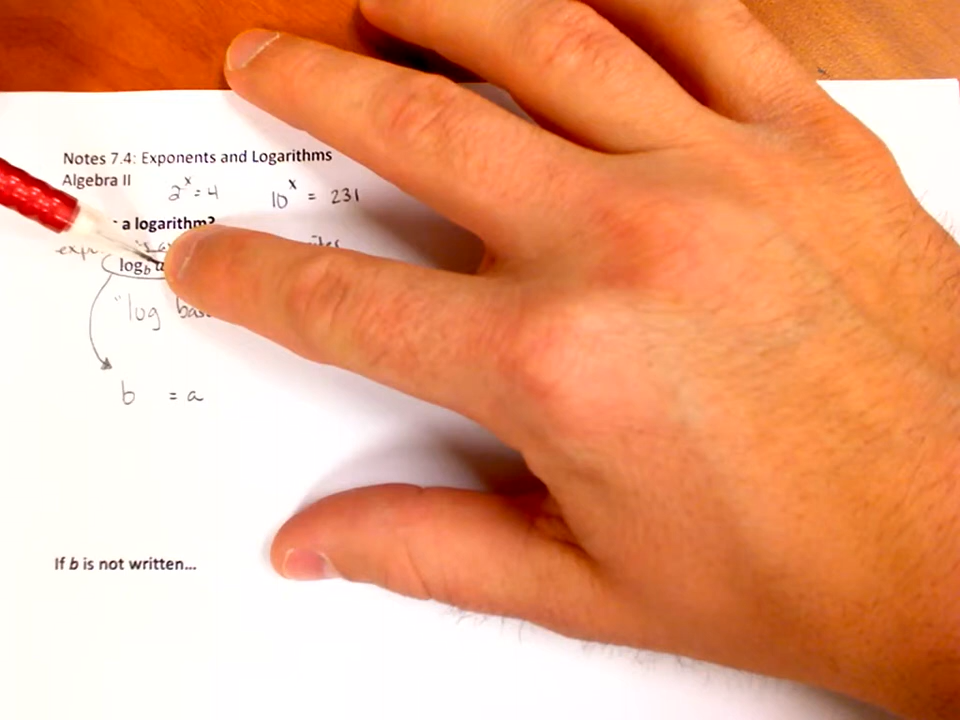 Notes 7.4: Exponents and Logarithms
Algebra II
2^x = 4 10^x = 231
a logarithm?
log_b a
"log
b = a
If b is not written...